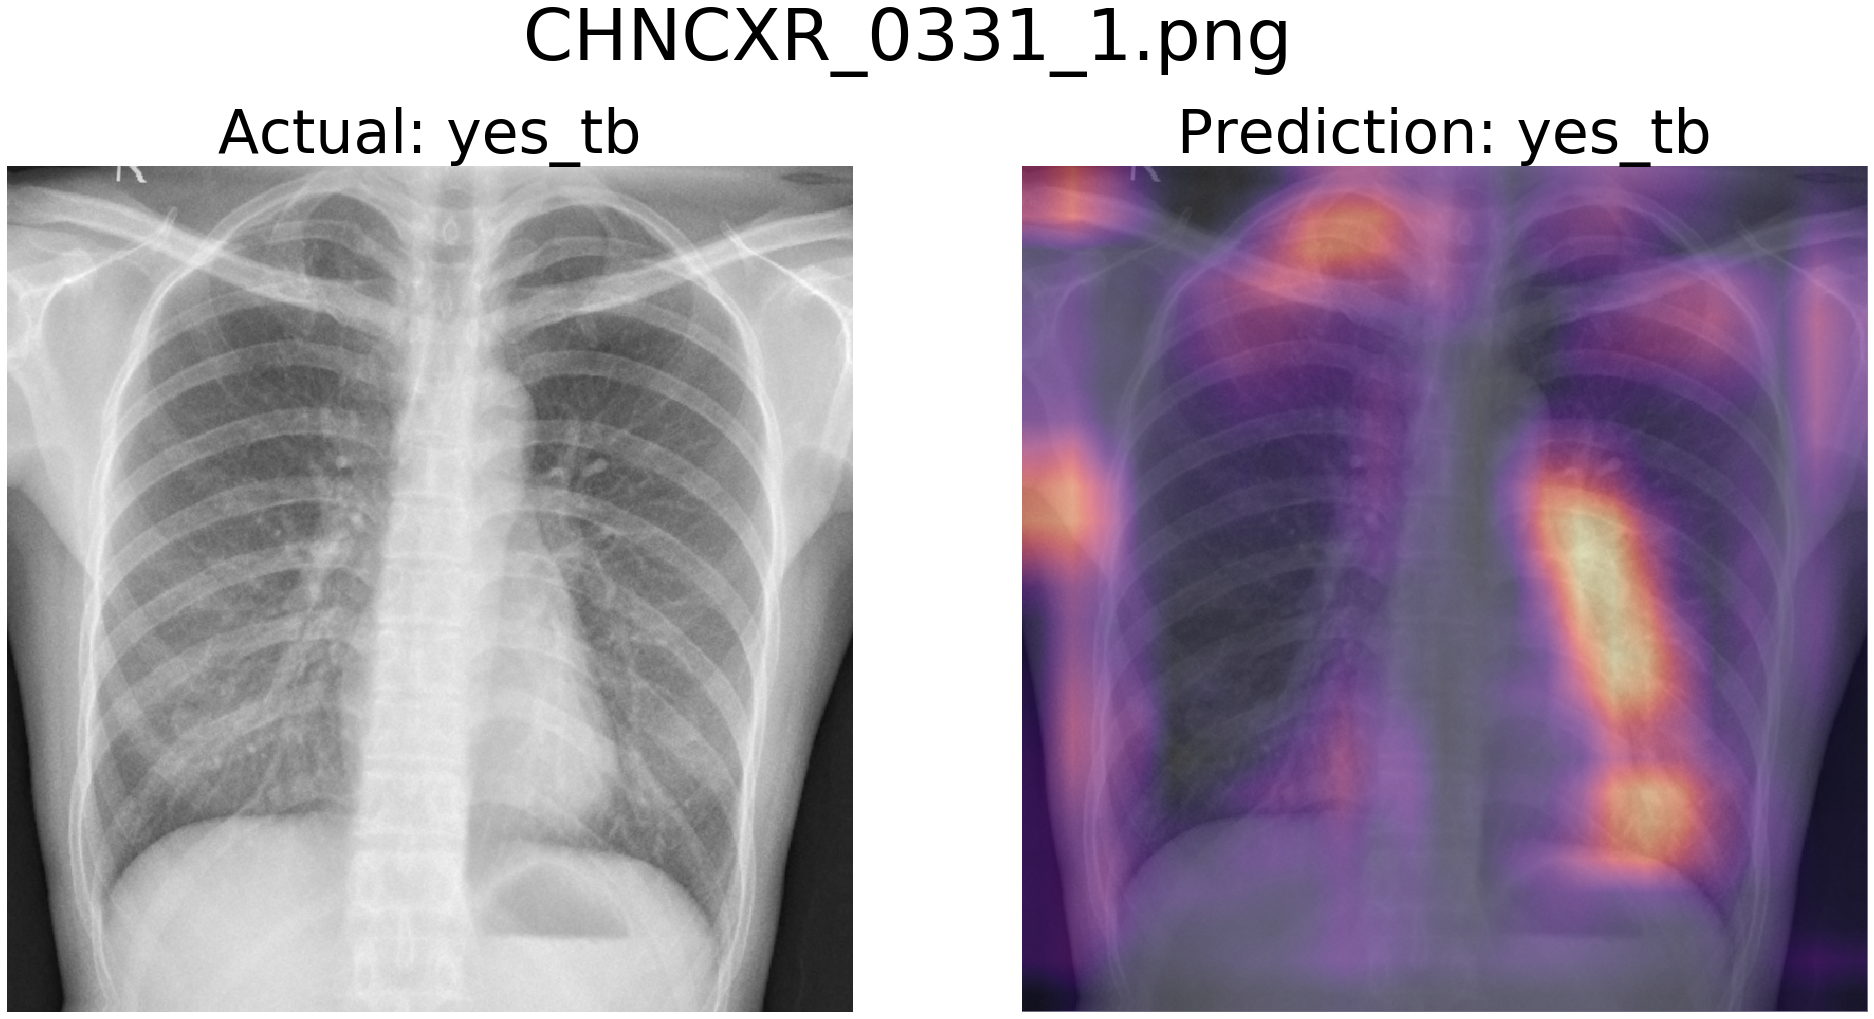 CHNCXR_0331_1.png
Actual: yes_tb
Prediction: yes_tb
R
R